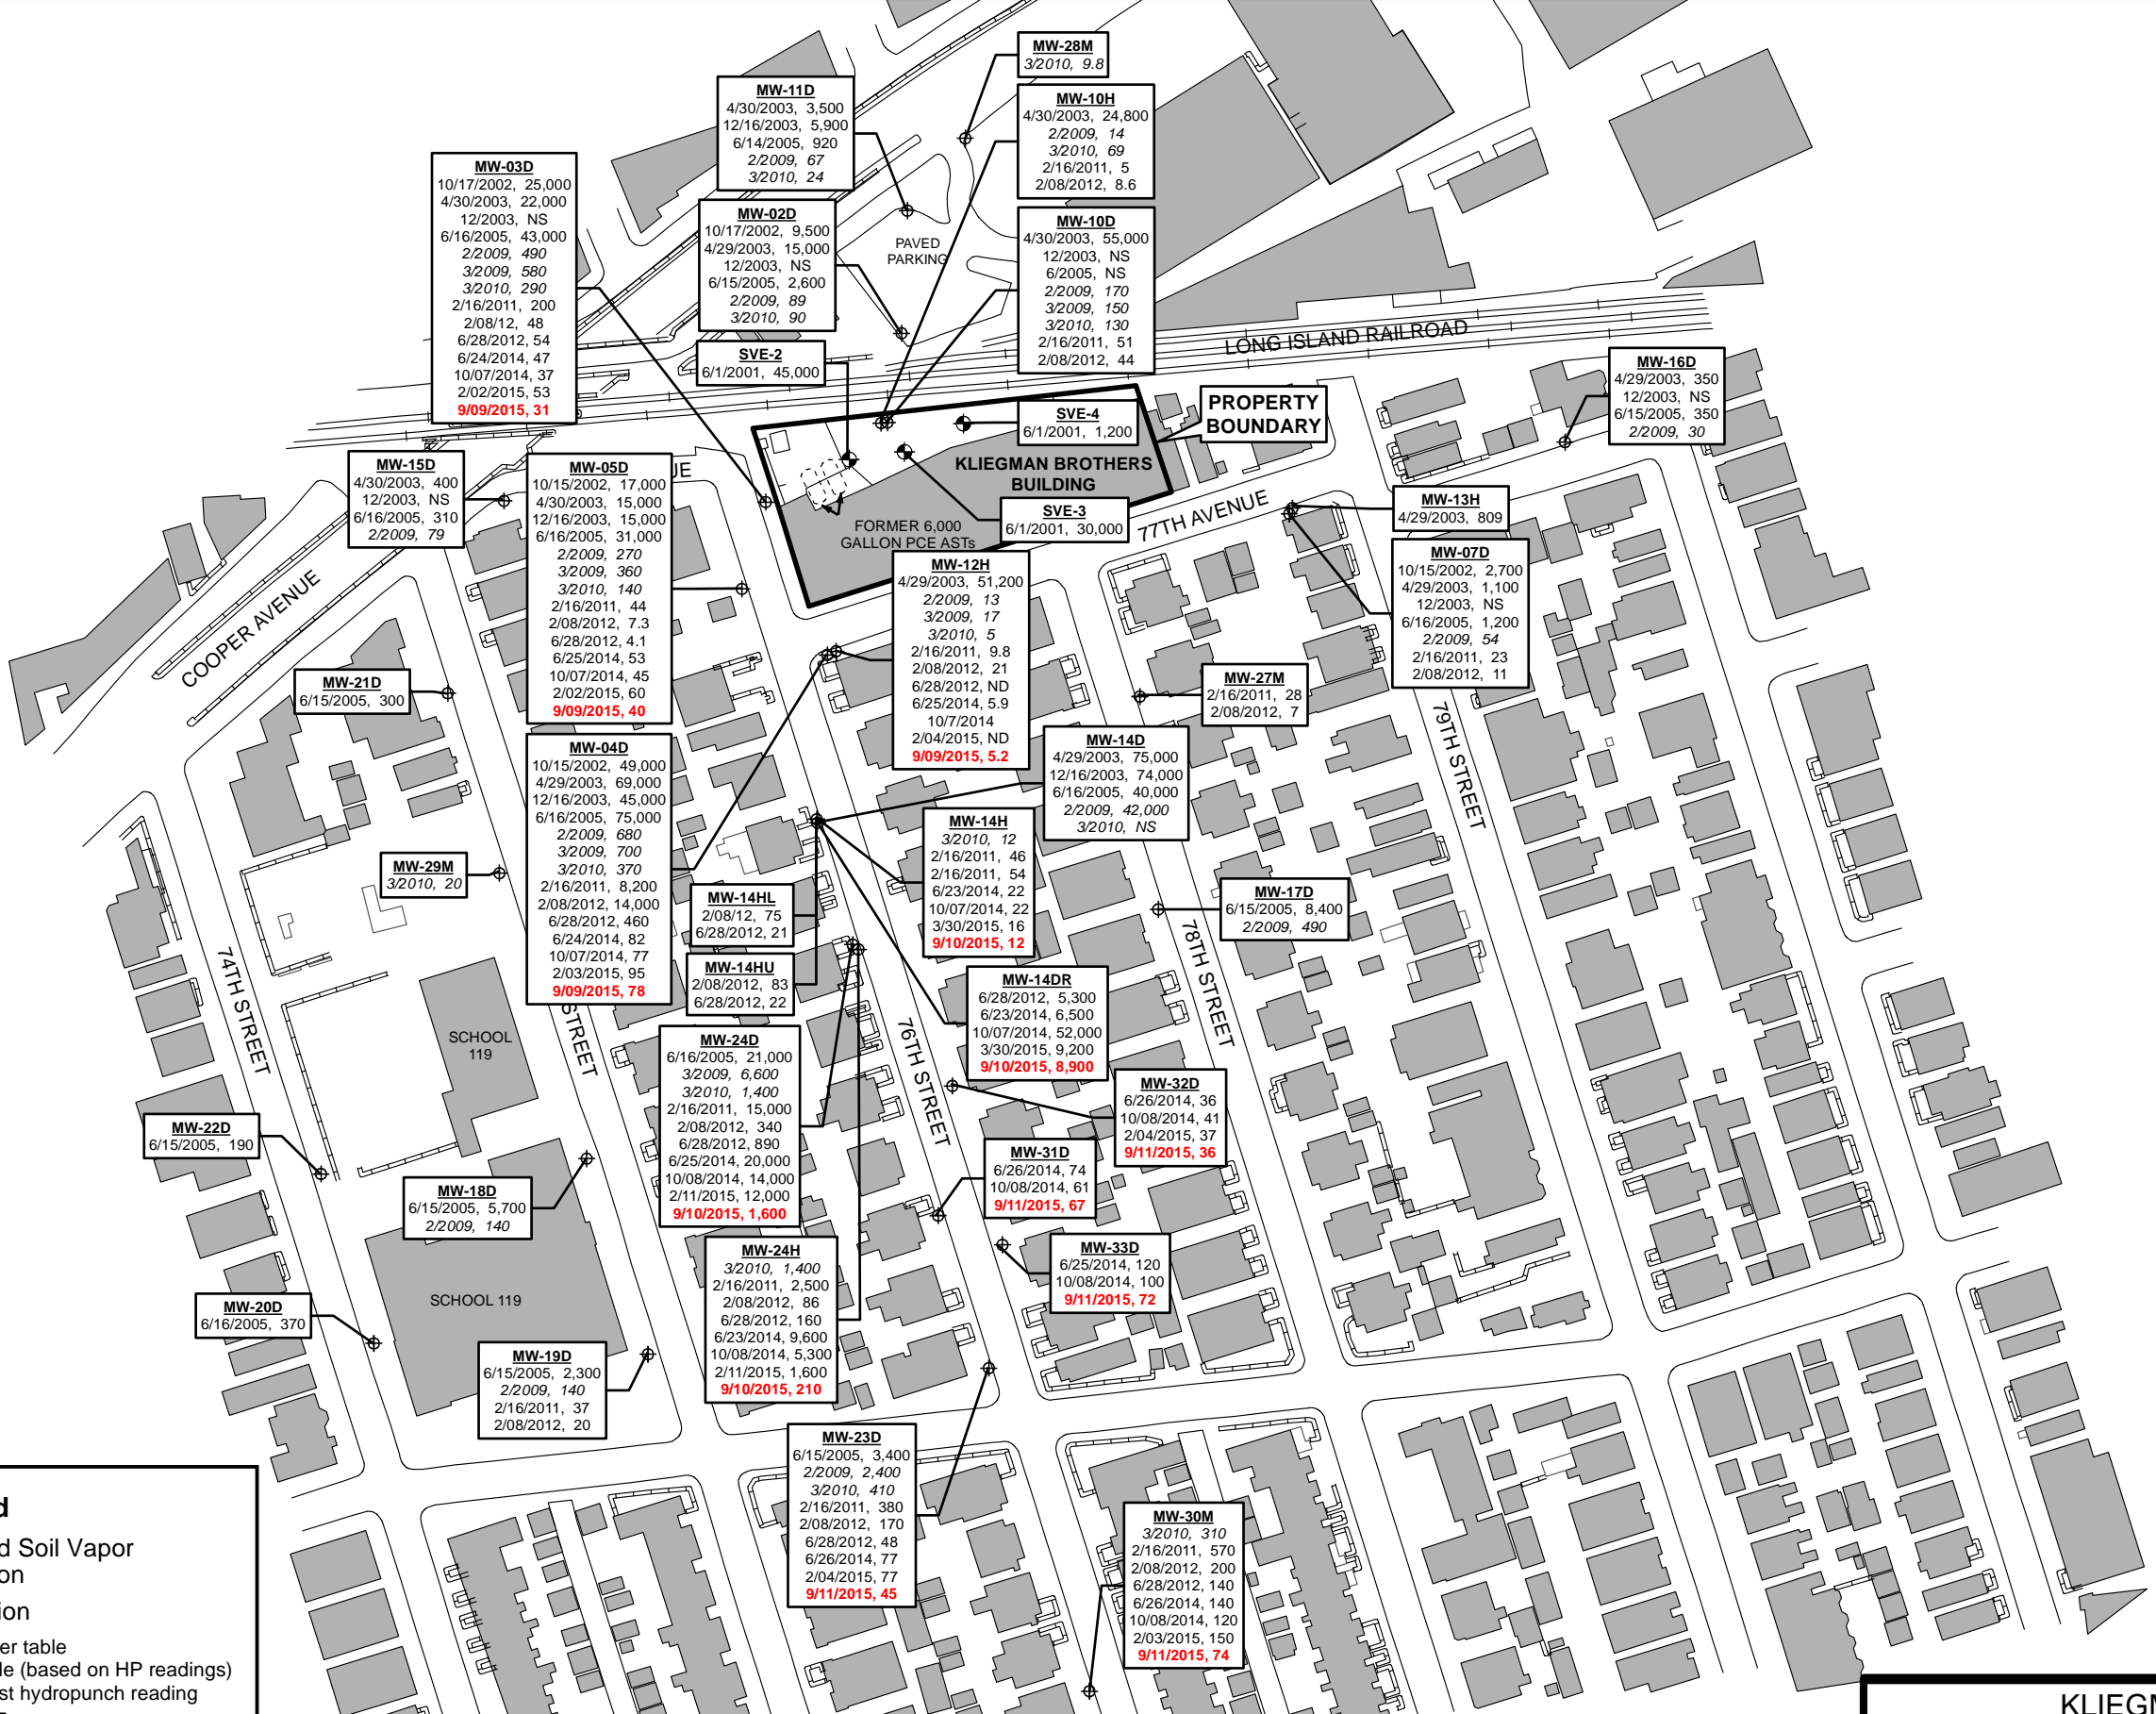 MW-28M
3/2010, 9.8
MW-11D
4/30/2003, 3,500
12/16/2003, 5,900
6/14/2005, 920
2/2009, 67
3/2010, 24
MW-10H
4/30/2003, 24,800
2/2009, 14
3/2010, 69
2/16/2011, 5
2/08/2012, 8.6
MW-03D
10/17/2002, 25,000
4/30/2003, 22,000
12/2003, NS
6/16/2005, 43,000
2/2009, 490
3/2009, 580
3/2010, 290
2/16/2011, 200
2/08/12, 48
6/28/2012, 54
6/24/2014, 47
10/07/2014, 37
2/02/2015, 53
9/09/2015, 31
MW-02D
10/17/2002, 9,500
4/29/2003, 15,000
12/2003, NS
6/15/2005, 2,600
2/2009, 89
3/2010, 90
PAVED
PARKING
MW-10D
4/30/2003, 55,000
12/2003, NS
6/2005, NS
2/2009, 170
3/2009, 150
3/2010, 130
2/16/2011, 51
2/08/2012, 44
LONG ISLAND RAILROAD
SVE-2
6/1/2001, 45,000
MW-16D
4/29/2003, 350
12/2003, NS
6/15/2005, 350
2/2009, 30
PROPERTY
BOUNDARY
SVE-4
6/1/2001, 1,200
KLIEGMAN BROTHERS
BUILDING
MW-15D
4/30/2003, 400
12/2003, NS
6/16/2005, 310
2/2009, 79
UE
MW-05D
10/15/2002, 17,000
4/30/2003, 15,000
12/16/2003, 15,000
6/16/2005, 31,000
2/2009, 270
3/2009, 360
3/2010, 140
2/16/2011, 44
2/08/2012, 7.3
6/28/2012, 4.1
6/25/2014, 53
10/07/2014, 45
2/02/2015, 60
9/09/2015, 40
SVE-3
6/1/2001, 30,000
FORMER 6,000
GALLON PCE ASTs
77TH AVENUE
MW-13H
4/29/2003, 809
MW-07D
10/15/2002, 2,700
4/29/2003, 1,100
12/2003, NS
6/16/2005, 1,200
2/2009, 54
2/16/2011, 23
2/08/2012, 11
MW-12H
4/29/2003, 51,200
2/2009, 13
3/2009, 17
3/2010, 5
2/16/2011, 9.8
2/08/2012, 21
6/28/2012, ND
6/25/2014, 5.9
10/7/2014
2/04/2015, ND
9/09/2015, 5.2
COOPER AVENUE
MW-21D
6/15/2005, 300
MW-27M
2/16/2011, 28
2/08/2012, 7
79TH STREET
MW-04D
10/15/2002, 49,000
4/29/2003, 69,000
12/16/2003, 45,000
6/16/2005, 75,000
2/2009, 680
3/2009, 700
3/2010, 370
2/16/2011, 8,200
2/08/2012, 14,000
6/28/2012, 460
6/24/2014, 82
10/07/2014, 77
2/03/2015, 95
9/09/2015, 78
MW-14D
4/29/2003, 75,000
12/16/2003, 74,000
6/16/2005, 40,000
2/2009, 42,000
3/2010, NS
MW-14H
3/2010, 12
2/16/2011, 46
2/16/2011, 54
6/23/2014, 22
10/07/2014, 22
3/30/2015, 16
9/10/2015, 12
MW-29M
3/2010, 20
MW-14HL
2/08/12, 75
6/28/2012, 21
MW-17D
6/15/2005, 8,400
2/2009, 490
78TH STREET
MW-14HU
2/08/2012, 83
6/28/2012, 22
74TH STREET
STREET
MW-14DR
6/28/2012, 5,300
6/23/2014, 6,500
10/07/2014, 52,000
3/30/2015, 9,200
9/10/2015, 8,900
SCHOOL
119
76TH STREET
MW-24D
6/16/2005, 21,000
3/2009, 6,600
3/2010, 1,400
2/16/2011, 15,000
2/08/2012, 340
6/28/2012, 890
6/25/2014, 20,000
10/08/2014, 14,000
2/11/2015, 12,000
9/10/2015, 1,600
MW-32D
6/26/2014, 36
10/08/2014, 41
2/04/2015, 37
9/11/2015, 36
MW-22D
6/15/2005, 190
MW-31D
6/26/2014, 74
10/08/2014, 61
9/11/2015, 67
MW-18D
6/15/2005, 5,700
2/2009, 140
MW-33D
6/25/2014, 120
10/08/2014, 100
9/11/2015, 72
MW-24H
3/2010, 1,400
2/16/2011, 2,500
2/08/2012, 86
6/28/2012, 160
6/23/2014, 9,600
10/08/2014, 5,300
2/11/2015, 1,600
9/10/2015, 210
MW-20D
6/16/2005, 370
SCHOOL 119
MW-19D
6/15/2005, 2,300
2/2009, 140
2/16/2011, 37
2/08/2012, 20
MW-23D
6/15/2005, 3,400
2/2009, 2,400
3/2010, 410
2/16/2011, 380
2/08/2012, 170
6/28/2012, 48
6/26/2014, 77
2/04/2015, 77
9/11/2015, 45
MW-30M
3/2010, 310
2/16/2011, 570
2/08/2012, 200
6/28/2012, 140
6/26/2014, 140
10/08/2014, 120
2/03/2015, 150
9/11/2015, 74
d
d Soil Vapor
on
ion
er table
le (based on HP readings)
st hydropunch reading
KLIEGM